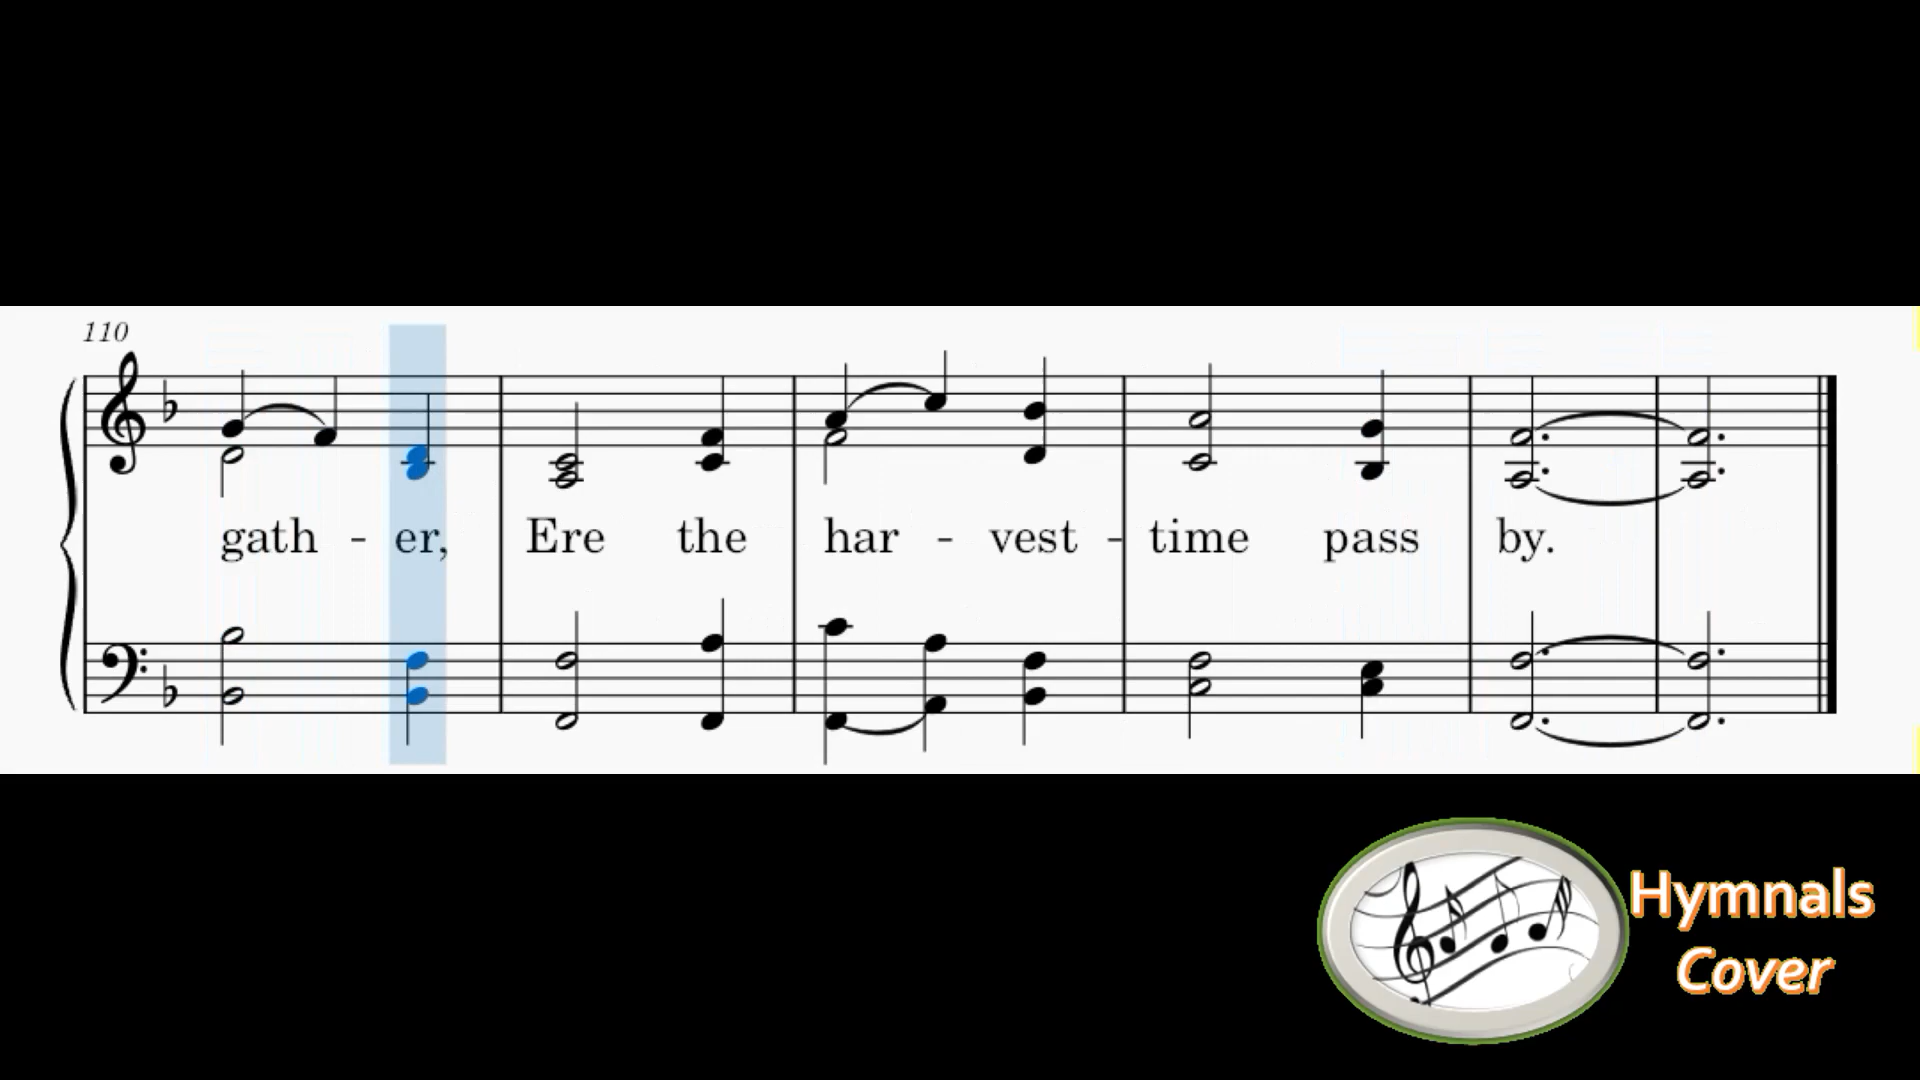 110
gath - er, Ere the har - vest - time pass by.
Hymnals
Cover